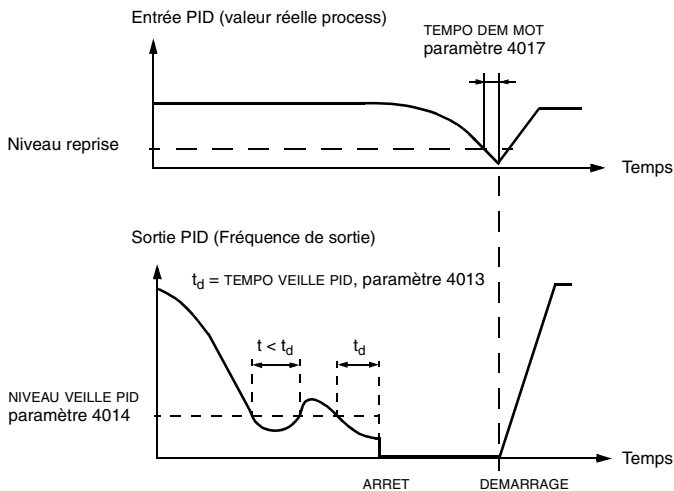 Entrée PID (valeur réelle process)
TEMPO DEM MOT
paramètre 4017
Niveau reprise
Temps
Sortie PID (Fréquence de sortie)
td = TEMPO VEILLE PID, paramètre 4013
t < td
td
NIVEAU VEILLE PID
paramètre 4014
Temps
ARRET
DEMARRAGE